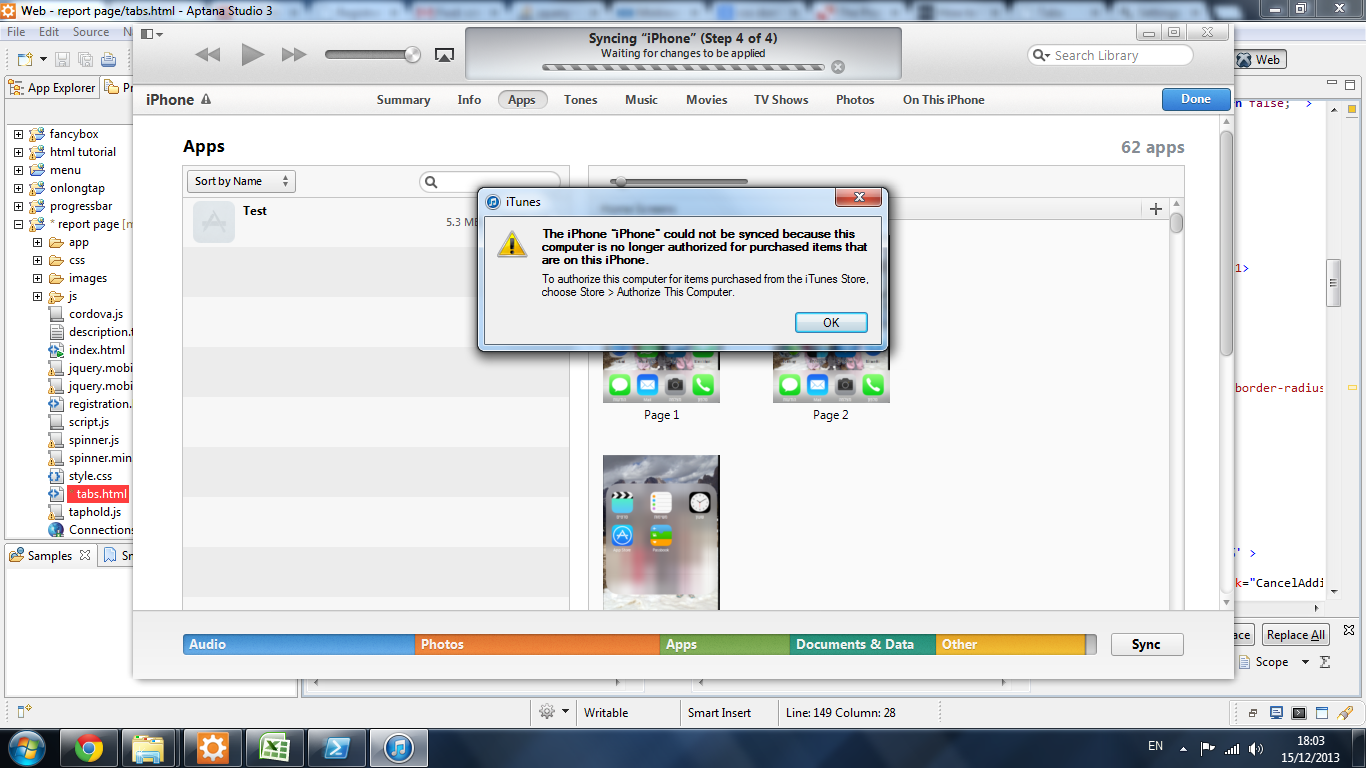 Web - report page/tabs.html - Aptana Studio 3
File Edit Source
Syncing “iPhone” (Step 4 of 4)
Waiting for changes to be applied
Search Library
Web
App Explorer
iPhone
Summary Info Apps Tones Music Movies TV Shows Photos On This iPhone
Done
false; >
Apps
62 apps
fancybox
html tutorial
menu
onlongtap
progressbar
* report page
app
css
images
js
cordova.js
description.
index.html
jquery.mobi
jquery.mobi
registration.
script.js
spinner.js
spinner.min
style.css
tabs.html
taphold.js
Connections
Sort by Name
Test
5.3 M
iTunes
The iPhone "iPhone" could not be synced because this
computer is no longer authorized for purchased items that
are on this iPhone.
To authorize this computer for items purchased from the iTunes Store,
choose Store > Authorize This Computer.
OK
Page 1
Page 2
1>
border-radius
' >
k="CancelAddi
Samples
Audio Photos Apps Documents & Data Other
Sync
ace
Replace All
Scope
Writable
Smart Insert
Line: 149 Column: 28
EN
18:03
15/12/2013